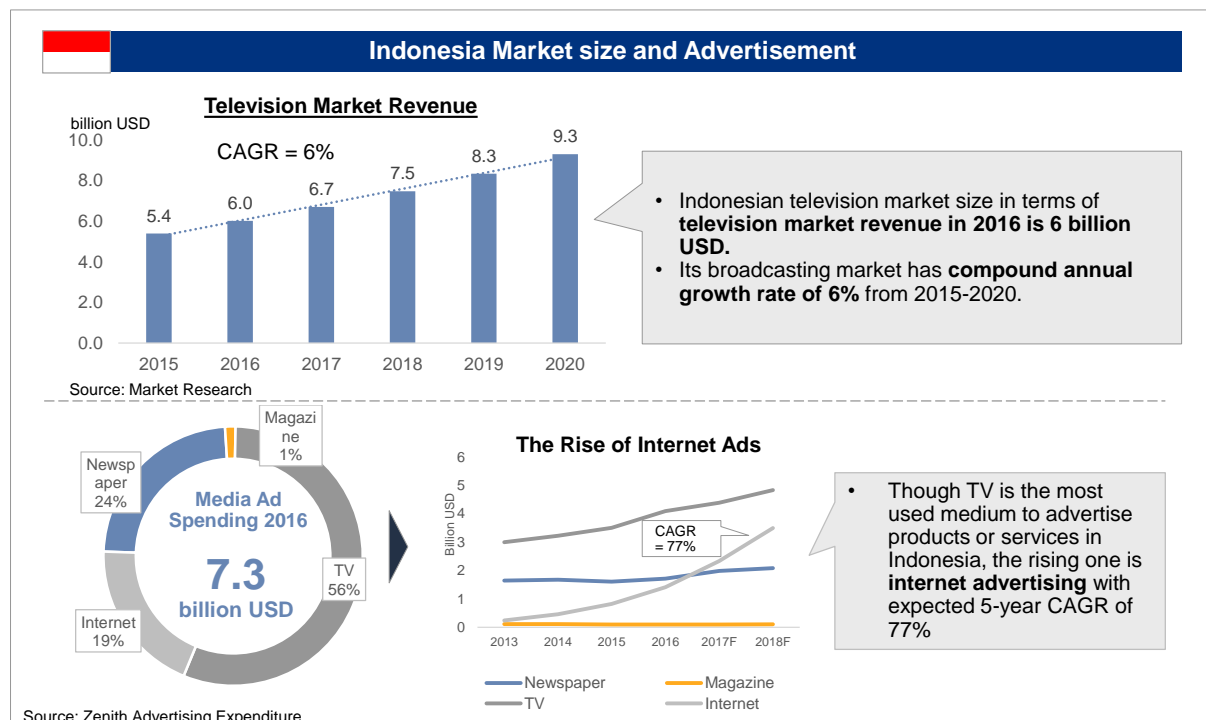 Indonesia Market size and Advertisement
Television Market Revenue
billion USD
CAGR = 6%
10.0
8.0
6.0
4.0
2.0
0.0
5.4
6.0
6.7
7.5
8.3
9.3
2015
2016
2017
2018
2019
2020
Source: Market Research
• Indonesian television market size in terms of
television market revenue in 2016 is 6 billion
USD.
• Its broadcasting market has compound annual
growth rate of 6% from 2015-2020.
Magazi
ne
1%
Newsp
aper
24%
Media Ad
Spending 2016
7.3
billion USD
TV
56%
Internet
19%
The Rise of Internet Ads
Billion USD
6
5
4
3
2
1
0
CAGR
= 77%
2013
2014
2015
2016
2017F
2018F
Newspaper
Magazine
TV
Internet
• Though TV is the most
used medium to advertise
products or services in
Indonesia, the rising one is
internet advertising with
expected 5-year CAGR of
77%
Source: Zenith Advertising Expenditure